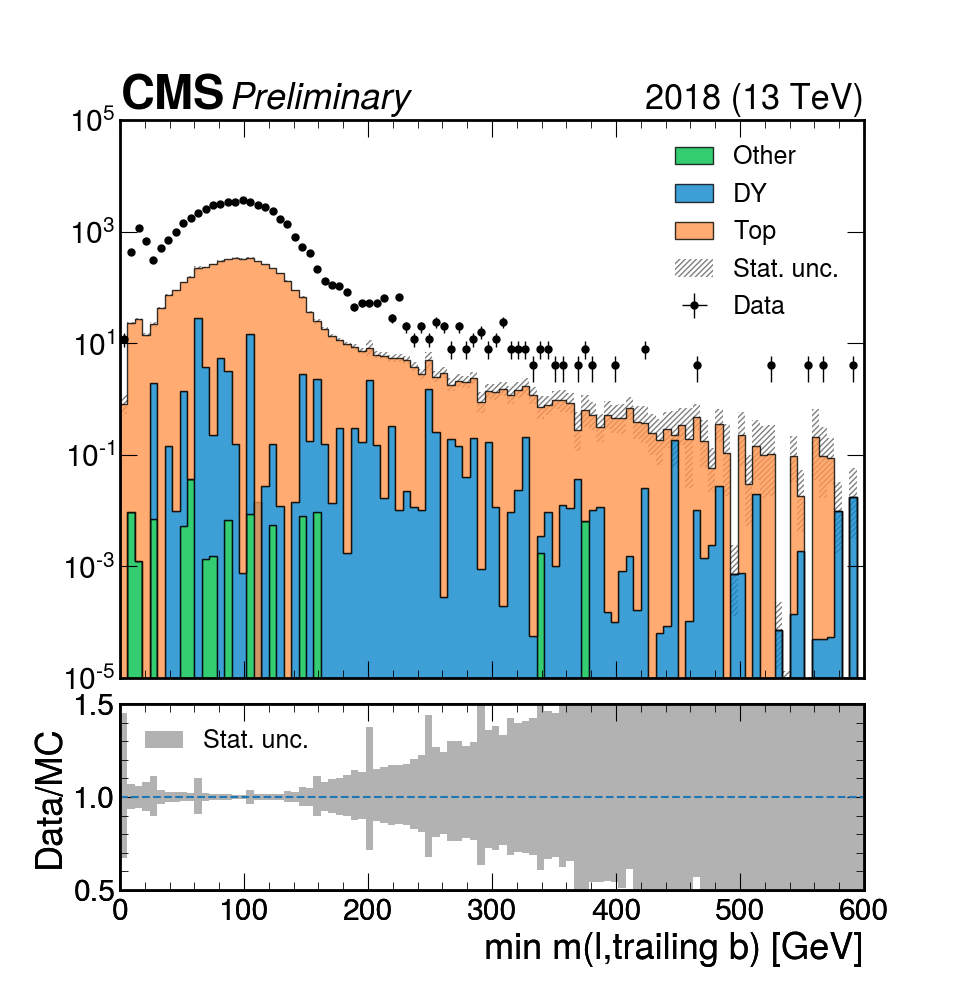 CMS Preliminary 2018 (13 TeV)
10^5
10^3
10^1
10^-1
10^-3
10^-5
Other
DY
Top
Stat. unc.
Data
Data/MC
1.5
1.0
0.5
Stat. unc.
0 100 200 300 400 500 600
min m(l,trailing b) [GeV]